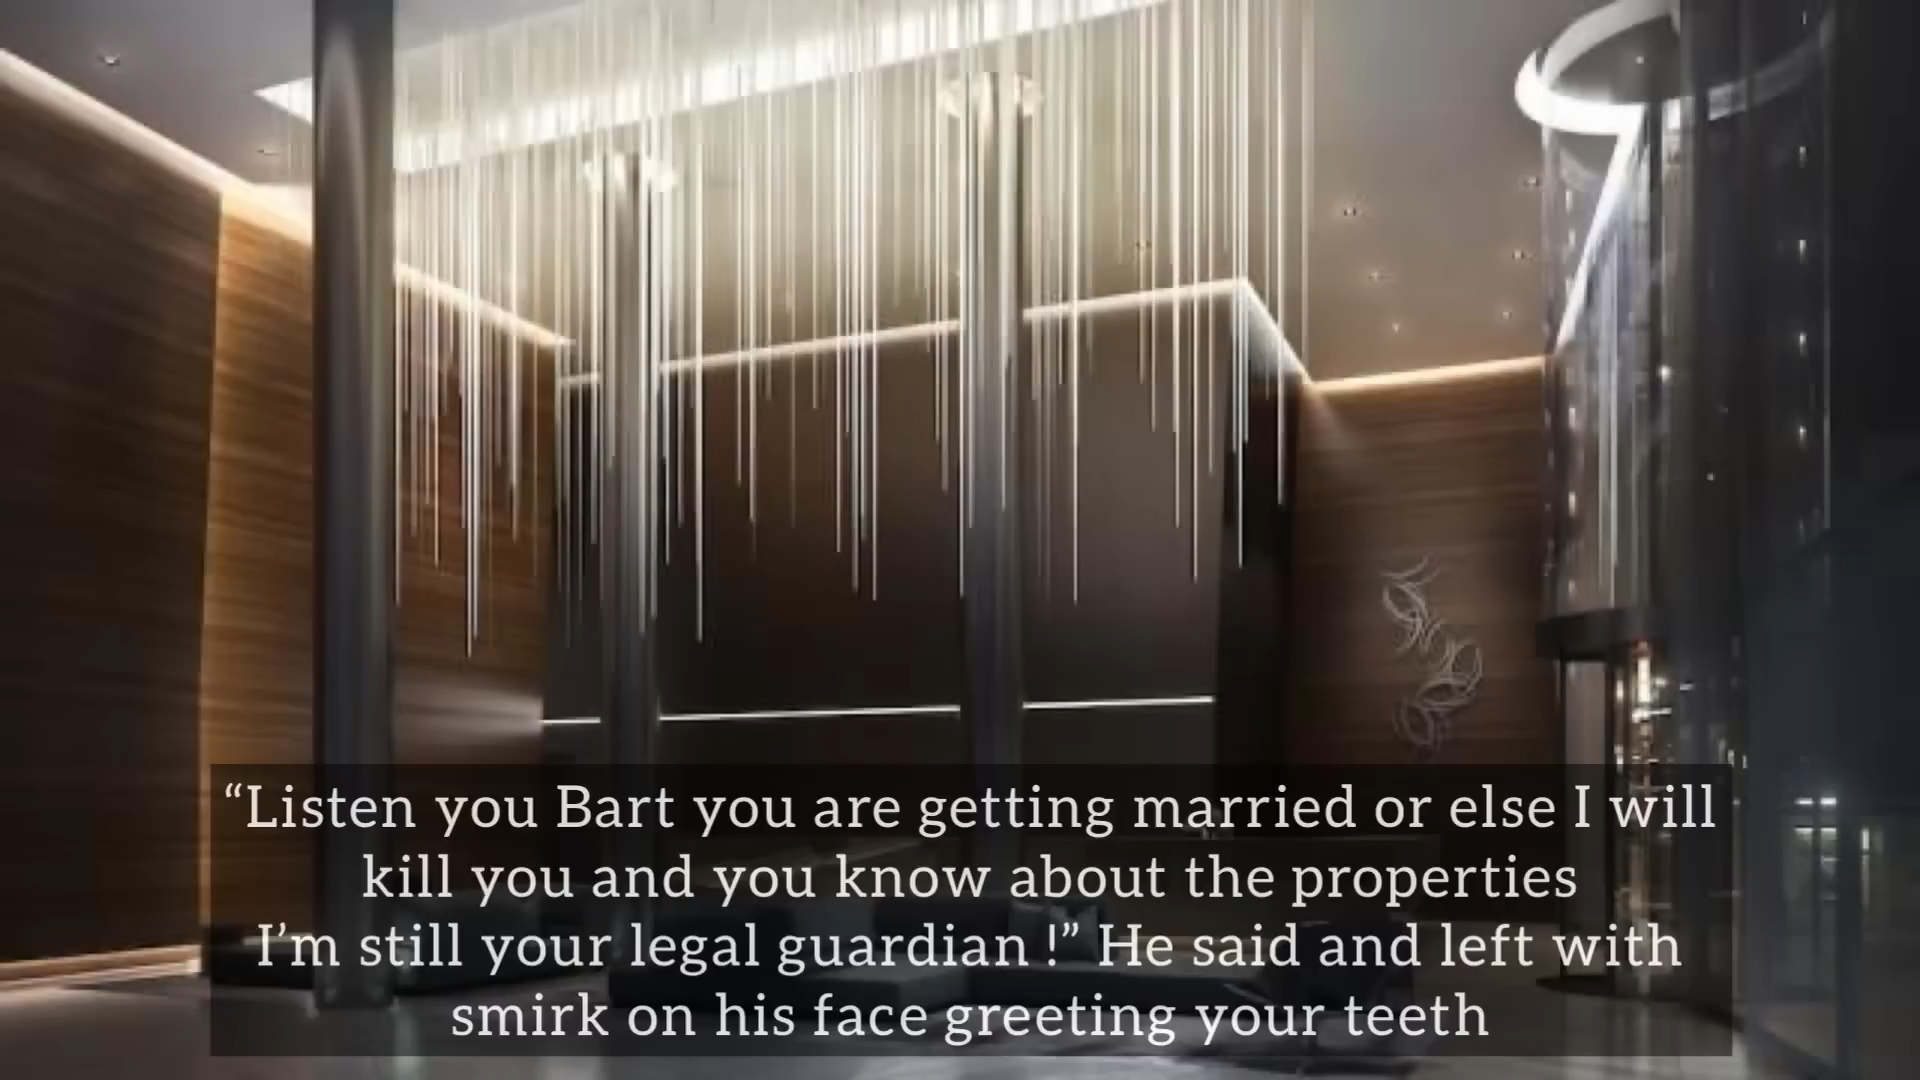 “Listen you Bart you are getting married or else I will
kill you and you know about the properties
I’m still your legal guardian !” He said and left with
smirk on his face greeting your teeth